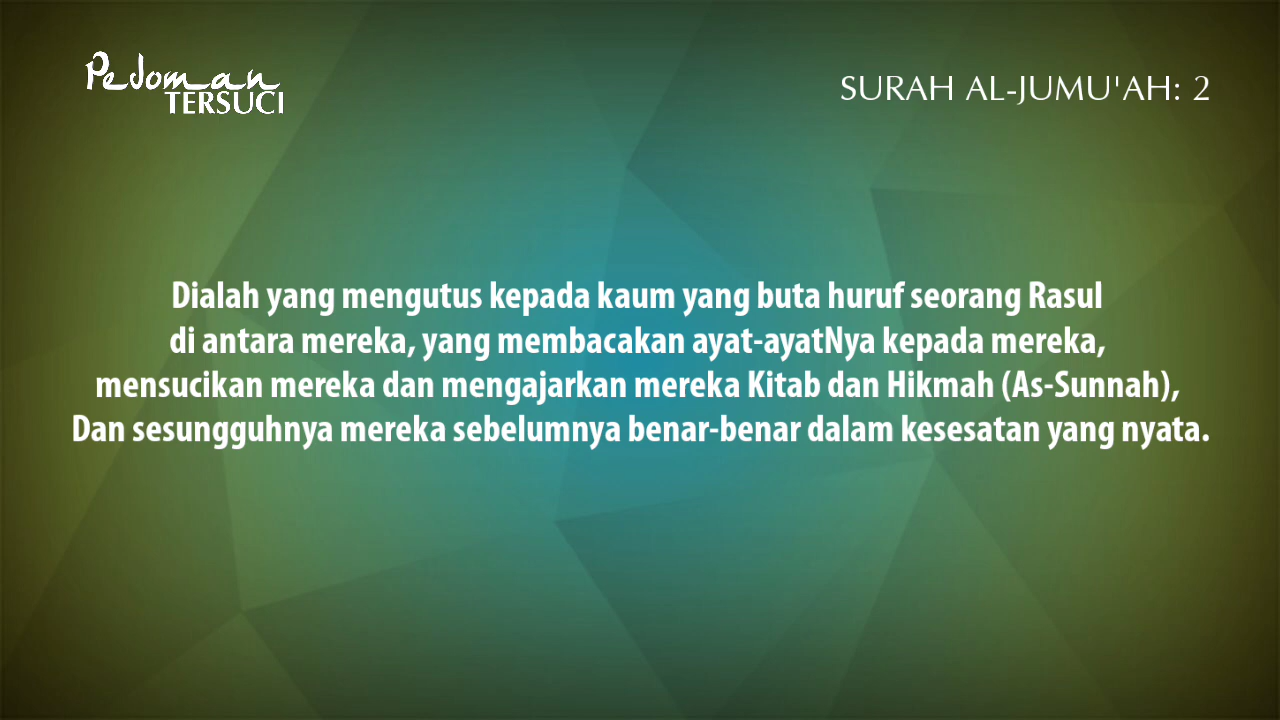 Pedoman
TERSUCI
SURAH AL-JUMU'AH: 2
Dialah yang mengutus kepada kaum yang buta huruf seorang Rasul
di antara mereka, yang membacakan ayat-ayatNya kepada mereka,
mensucikan mereka dan mengajarkan mereka Kitab dan Hikmah (As-Sunnah),
Dan sesungguhnya mereka sebelumnya benar-benar dalam kesesatan yang nyata.